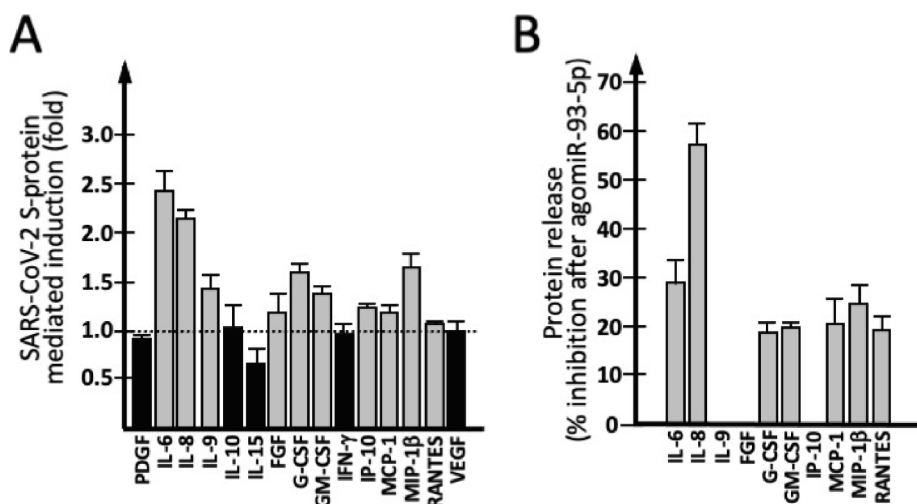 A
SARS-CoV-2 S-protein
mediated induction (fold)
3.0
2.5
2.0
1.5
1.0
0.5
PDGF
IL-6
IL-8
IL-9
IL-10
IL-15
FGF
G-CSF
GM-CSF
IFN-γ
IP-10
MCP-1
MIP-1β
RANTES
VEGF
B
Protein release
(% inhibition after agomiR-93-5p)
70
60
50
40
30
20
10
0
IL-6
IL-8
IL-9
FGF
G-CSF
GM-CSF
IP-10
MCP-1
MIP-1β
RANTES